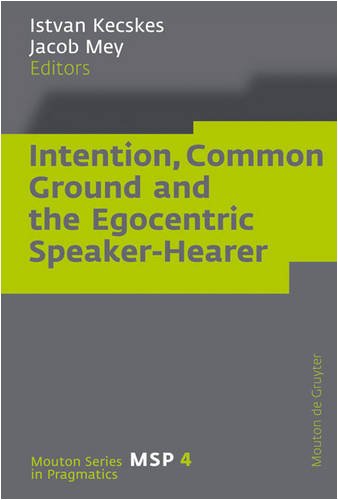 Istvan Kecskes
Jacob Mey
Editors
Intention, Common
Ground and
the Egocentric
Speaker-Hearer
Mouton de Gruyter
Mouton Series
in Pragmatics
MSP 4